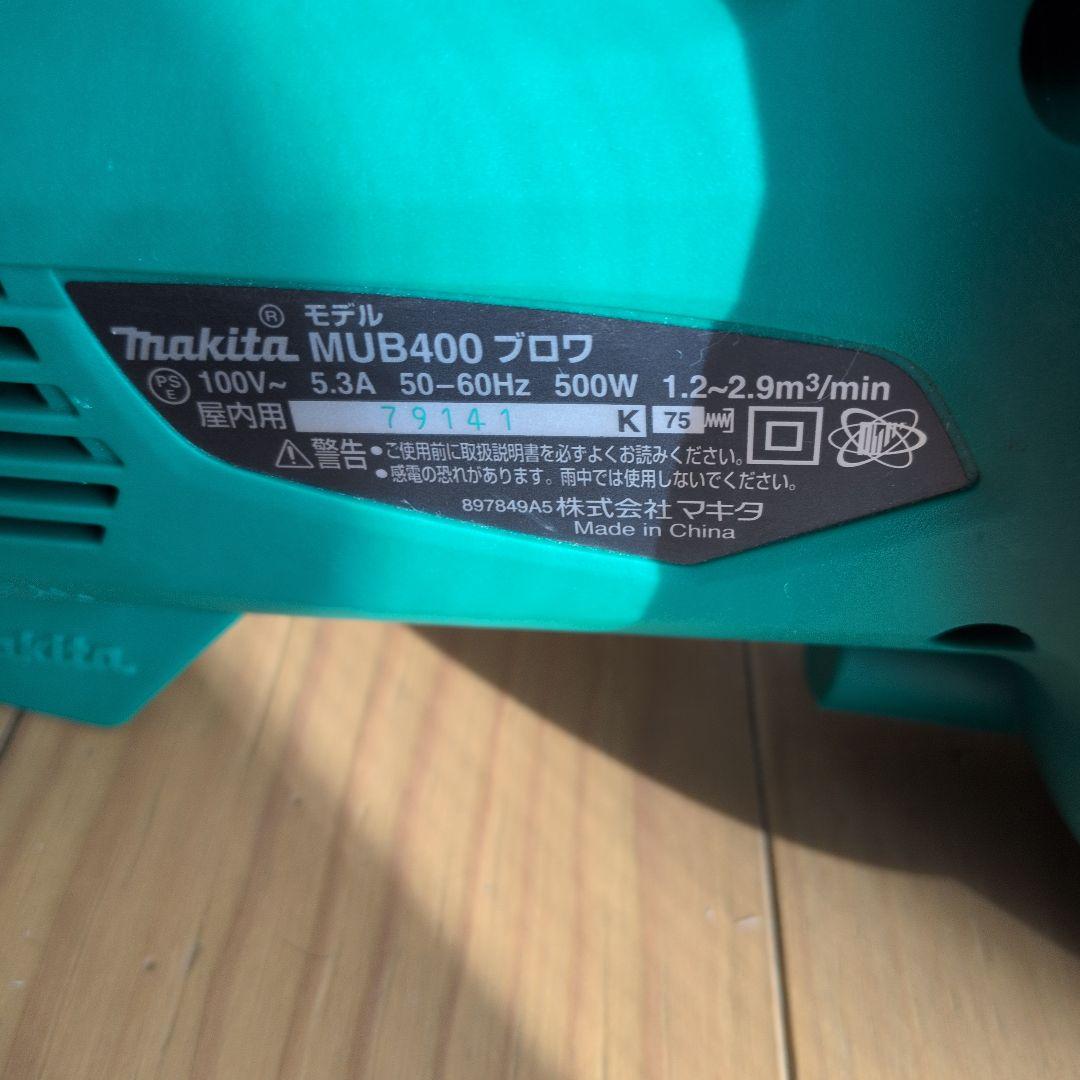 ® モデル
makita MUB400 ブロワ
PSE 100V~ 5.3A 50-60Hz 500W 1.2~2.9m³/min
屋内用 79141 K 75
警告 •ご使用前に取扱説明書を必ずよくお読みください。
•感電の恐れがあります。雨中では使用しないでください。
897849A5 株式会社 マキタ
Made in China
makita